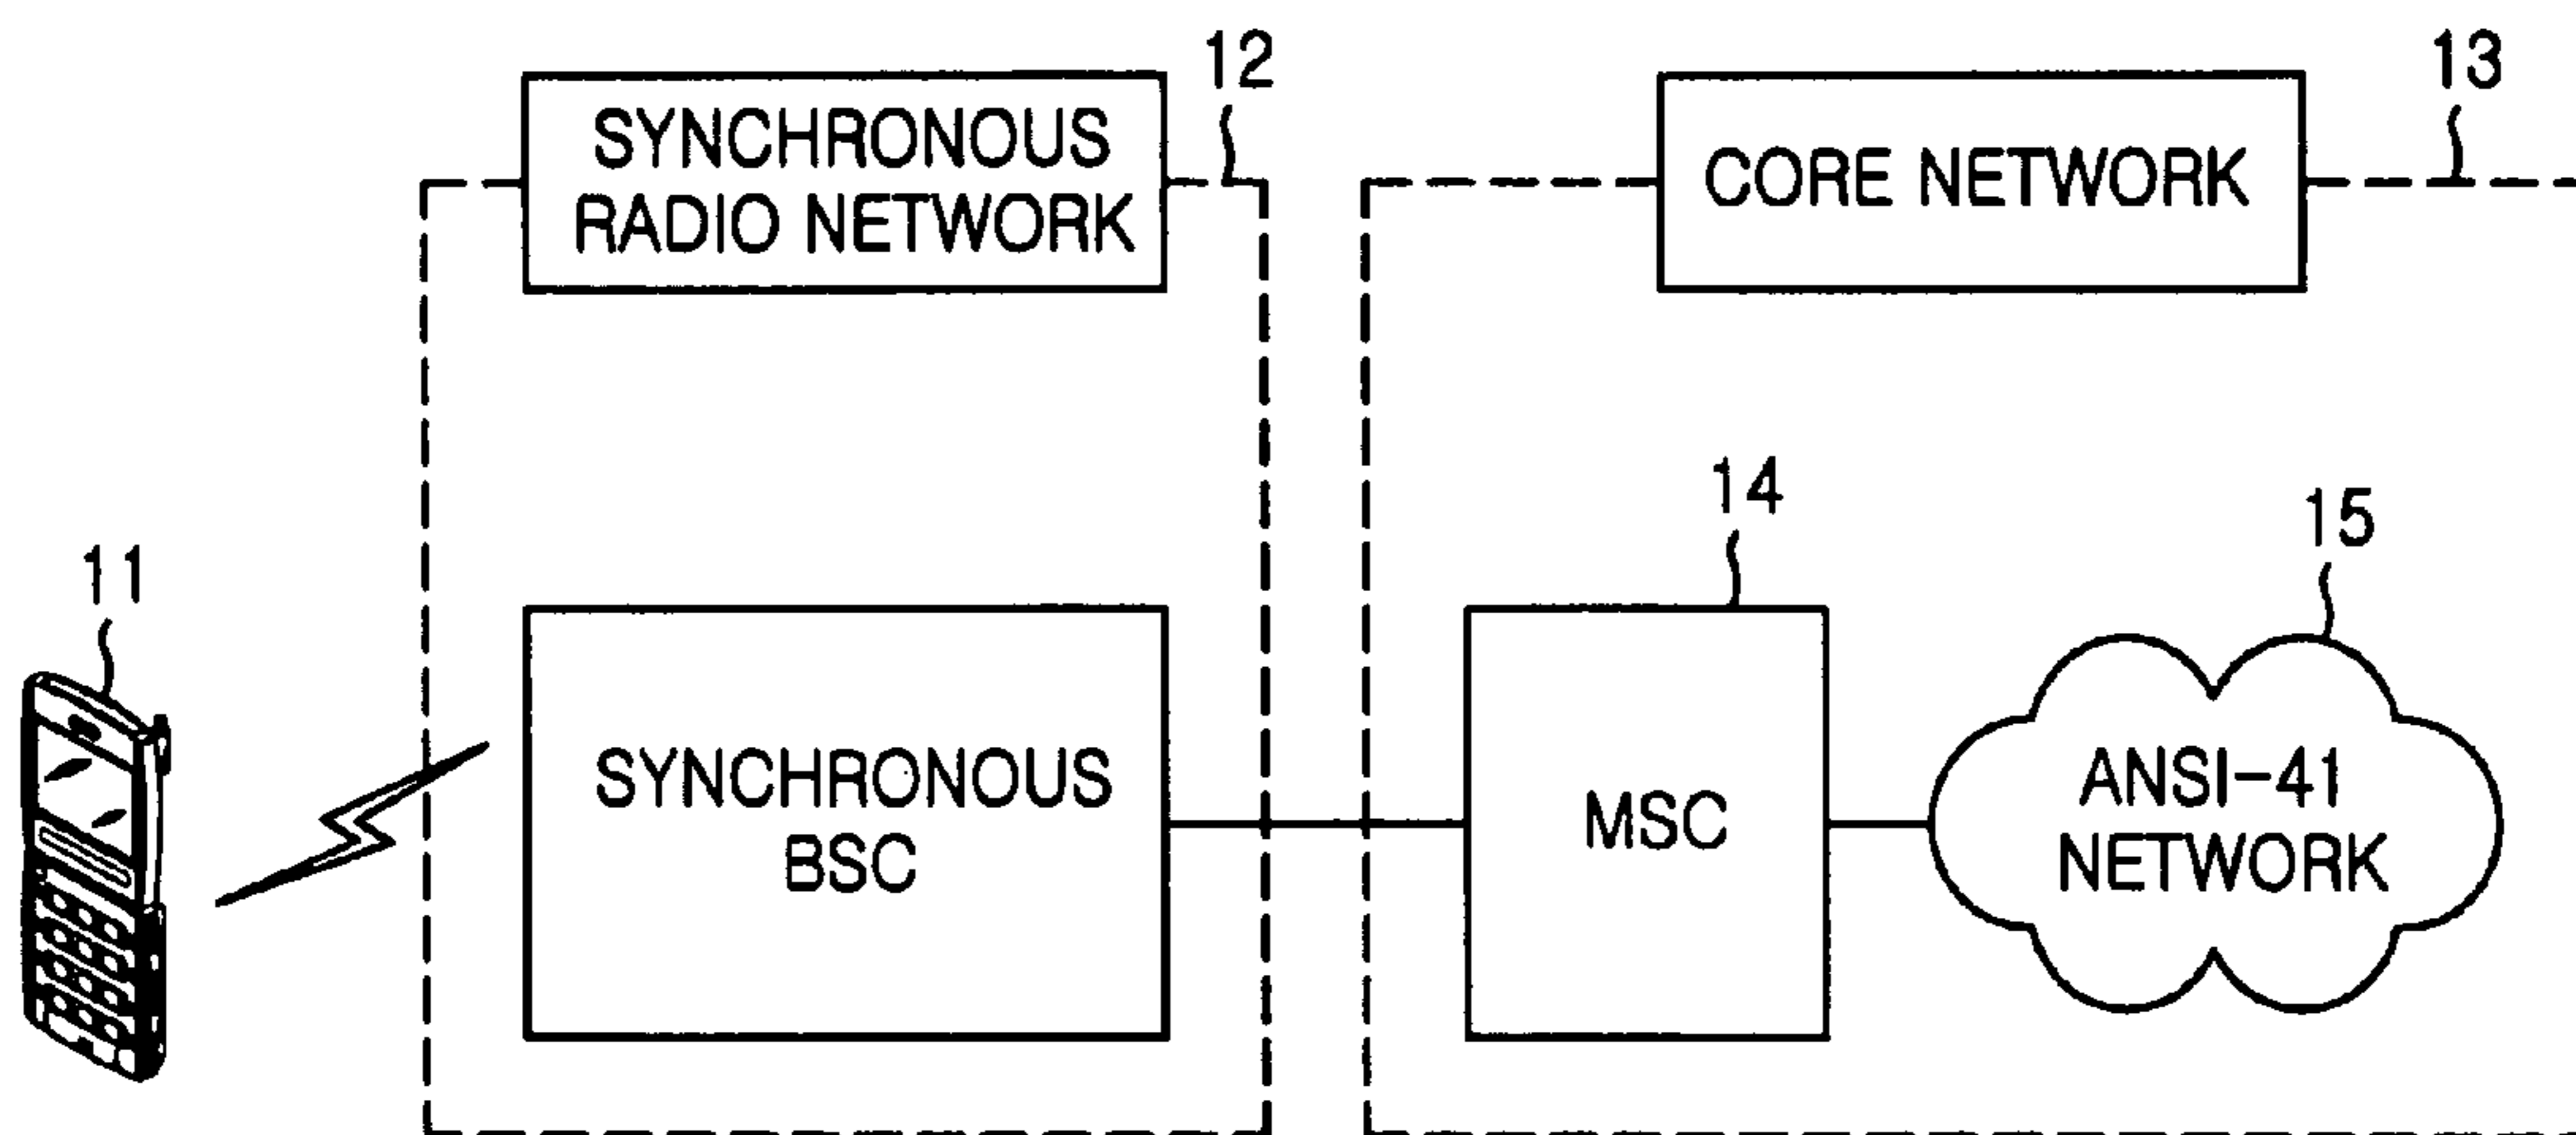 12
13
SYNCHRONOUS
RADIO NETWORK
CORE NETWORK
14
15
11
SYNCHRONOUS
BSC
MSC
ANSI-41
NETWORK